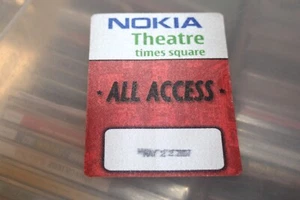 NOKIA
Theatre
times square
· ALL ACCESS ·